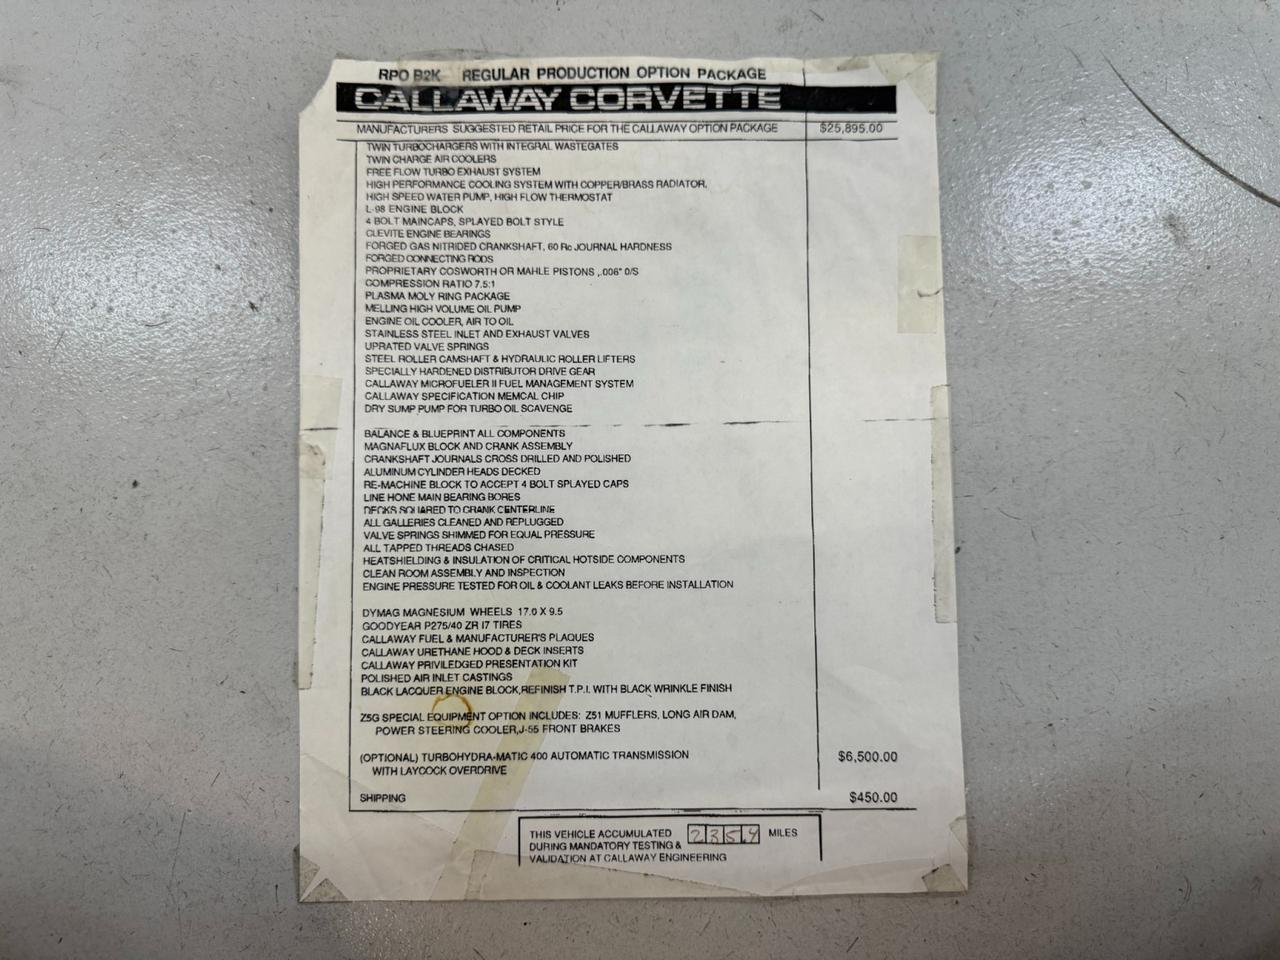 RPO B2K REGULAR PRODUCTION OPTION PACKAGE
CALLAWAY CORVETTE
MANUFACTURERS SUGGESTED RETAIL PRICE FOR THE CALLAWAY OPTION PACKAGE $25,895.00
TWIN TURBOCHARGERS WITH INTEGRAL WASTEGATES
TWIN CHARGE AIR COOLERS
FREE FLOW TURBO EXHAUST SYSTEM
HIGH PERFORMANCE COOLING SYSTEM WITH COPPER/BRASS RADIATOR,
HIGH SPEED WATER PUMP, HIGH FLOW THERMOSTAT
L-98 ENGINE BLOCK
4 BOLT MAINCAPS, SPLAYED BOLT STYLE
CLEVITE ENGINE BEARINGS
FORGED GAS NITRIDED CRANKSHAFT, 60 Rc JOURNAL HARDNESS
FORGED CONNECTING RODS
PROPRIETARY COSWORTH OR MAHLE PISTONS ,.006" 0/S
COMPRESSION RATIO 7.5:1
PLASMA MOLY RING PACKAGE
MELLING HIGH VOLUME OIL PUMP
ENGINE OIL COOLER, AIR TO OIL
STAINLESS STEEL INLET AND EXHAUST VALVES
UPRATED VALVE SPRINGS
STEEL ROLLER CAMSHAFT & HYDRAULIC ROLLER LIFTERS
SPECIALLY HARDENED DISTRIBUTOR DRIVE GEAR
CALLAWAY MICROFUELER II FUEL MANAGEMENT SYSTEM
CALLAWAY SPECIFICATION MEMCAL CHIP
DRY SUMP PUMP FOR TURBO OIL SCAVENGE
BALANCE & BLUEPRINT ALL COMPONENTS
MAGNAFLUX BLOCK AND CRANK ASSEMBLY
CRANKSHAFT JOURNALS CROSS DRILLED AND POLISHED
ALUMINUM CYLINDER HEADS DECKED
RE-MACHINE BLOCK TO ACCEPT 4 BOLT SPLAYED CAPS
LINE HONE MAIN BEARING BORES
DECKS SQUARED TO CRANK CENTERLINE
ALL GALLERIES CLEANED AND REPLUGGED
VALVE SPRINGS SHIMMED FOR EQUAL PRESSURE
ALL TAPPED THREADS CHASED
HEATSHIELDING & INSULATION OF CRITICAL HOTSIDE COMPONENTS
CLEAN ROOM ASSEMBLY AND INSPECTION
ENGINE PRESSURE TESTED FOR OIL & COOLANT LEAKS BEFORE INSTALLATION
DYMAG MAGNESIUM WHEELS 17.0 X 9.5
GOODYEAR P275/40 ZR I7 TIRES
CALLAWAY FUEL & MANUFACTURER'S PLAQUES
CALLAWAY URETHANE HOOD & DECK INSERTS
CALLAWAY PRIVILEDGED PRESENTATION KIT
POLISHED AIR INLET CASTINGS
BLACK LACQUER ENGINE BLOCK,REFINISH T.P.I. WITH BLACK WRINKLE FINISH
Z5G SPECIAL EQUIPMENT OPTION INCLUDES: Z51 MUFFLERS, LONG AIR DAM,
POWER STEERING COOLER,J-55 FRONT BRAKES
(OPTIONAL) TURBOHYDRA-MATIC 400 AUTOMATIC TRANSMISSION $6,500.00
WITH LAYCOCK OVERDRIVE
SHIPPING $450.00
THIS VEHICLE ACCUMULATED 235.4 MILES
DURING MANDATORY TESTING &
VALIDATION AT CALLAWAY ENGINEERING